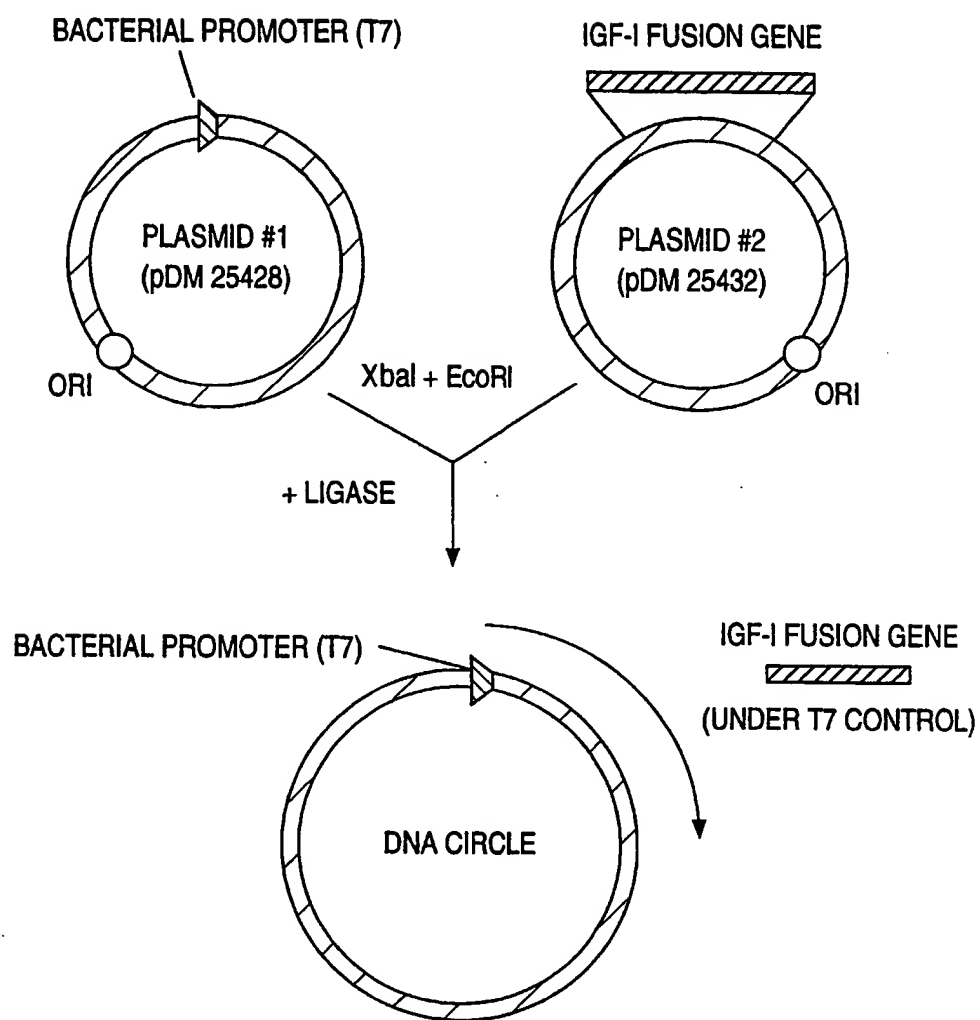 BACTERIAL PROMOTER (T7)
IGF-I FUSION GENE
PLASMID #1
(pDM 25428)
PLASMID #2
(pDM 25432)
ORI
XbaI + EcoRI
ORI
+ LIGASE
BACTERIAL PROMOTER (T7)
IGF-I FUSION GENE
(UNDER T7 CONTROL)
DNA CIRCLE